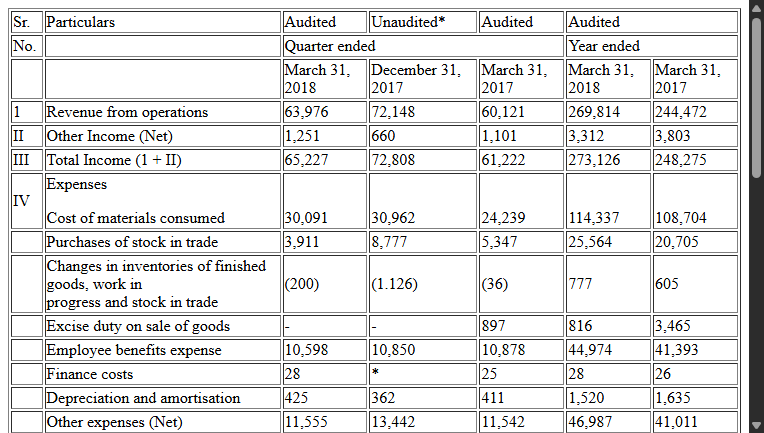 Sr. Particulars Audited Unaudited* Audited Audited
No. Quarter ended Year ended
March 31, 2018 December 31, 2017 March 31, 2017 March 31, 2018 March 31, 2017
1 Revenue from operations 63,976 72,148 60,121 269,814 244,472
II Other Income (Net) 1,251 660 1,101 3,312 3,803
III Total Income (1 + II) 65,227 72,808 61,222 273,126 248,275
IV Expenses
Cost of materials consumed 30,091 30,962 24,239 114,337 108,704
Purchases of stock in trade 3,911 8,777 5,347 25,564 20,705
Changes in inventories of finished
goods, work in
progress and stock in trade (200) (1.126) (36) 777 605
Excise duty on sale of goods - - 897 816 3,465
Employee benefits expense 10,598 10,850 10,878 44,974 41,393
Finance costs 28 * 25 28 26
Depreciation and amortisation 425 362 411 1,520 1,635
Other expenses (Net) 11,555 13,442 11,542 46,987 41,011